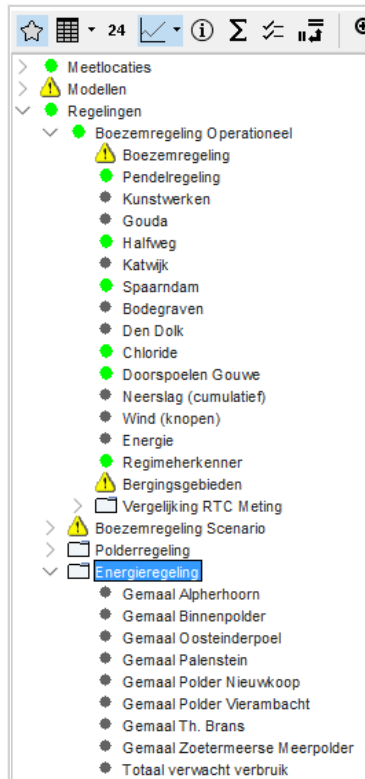 24
Meetlocaties
Modellen
Regelingen
Boezemregeling Operationeel
Boezemregeling
Pendelregeling
Kunstwerken
Gouda
Halfweg
Katwijk
Spaarndam
Bodegraven
Den Dolk
Chloride
Doorspoelen Gouwe
Neerslag (cumulatief)
Wind (knopen)
Energie
Regimeherkenner
Bergingsgebieden
Vergelijking RTC Meting
Boezemregeling Scenario
Polderregeling
Energieregeling
Gemaal Alpherhoorn
Gemaal Binnenpolder
Gemaal Oosteinderpoel
Gemaal Palenstein
Gemaal Polder Nieuwkoop
Gemaal Polder Vierambacht
Gemaal Th. Brans
Gemaal Zoetermeerse Meerpolder
Totaal verwacht verbruik